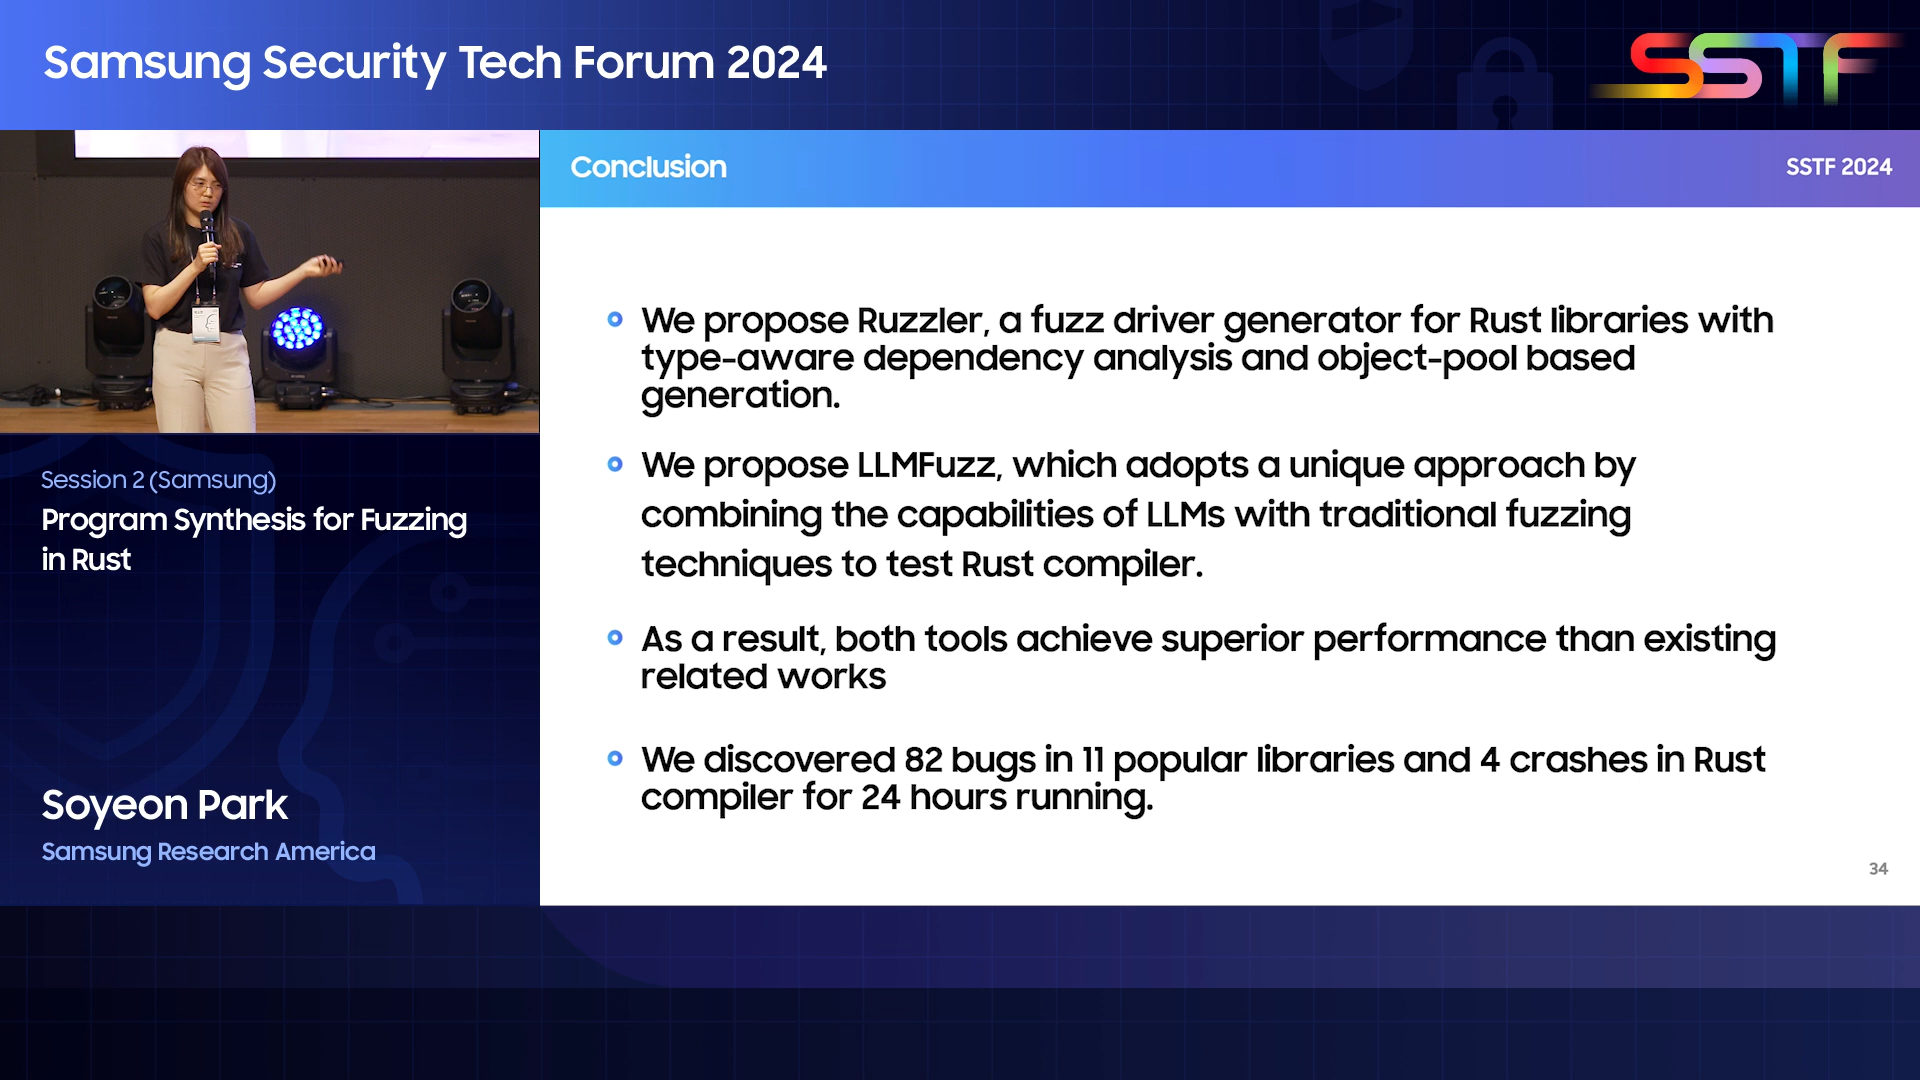 Samsung Security Tech Forum 2024
SSTF
Conclusion
SSTF 2024
Session 2 (Samsung)
Program Synthesis for Fuzzing
in Rust
Soyeon Park
Samsung Research America
We propose Ruzzler, a fuzz driver generator for Rust libraries with
type-aware dependency analysis and object-pool based
generation.
We propose LLMFuzz, which adopts a unique approach by
combining the capabilities of LLMs with traditional fuzzing
techniques to test Rust compiler.
As a result, both tools achieve superior performance than existing
related works
We discovered 82 bugs in 11 popular libraries and 4 crashes in Rust
compiler for 24 hours running.
34